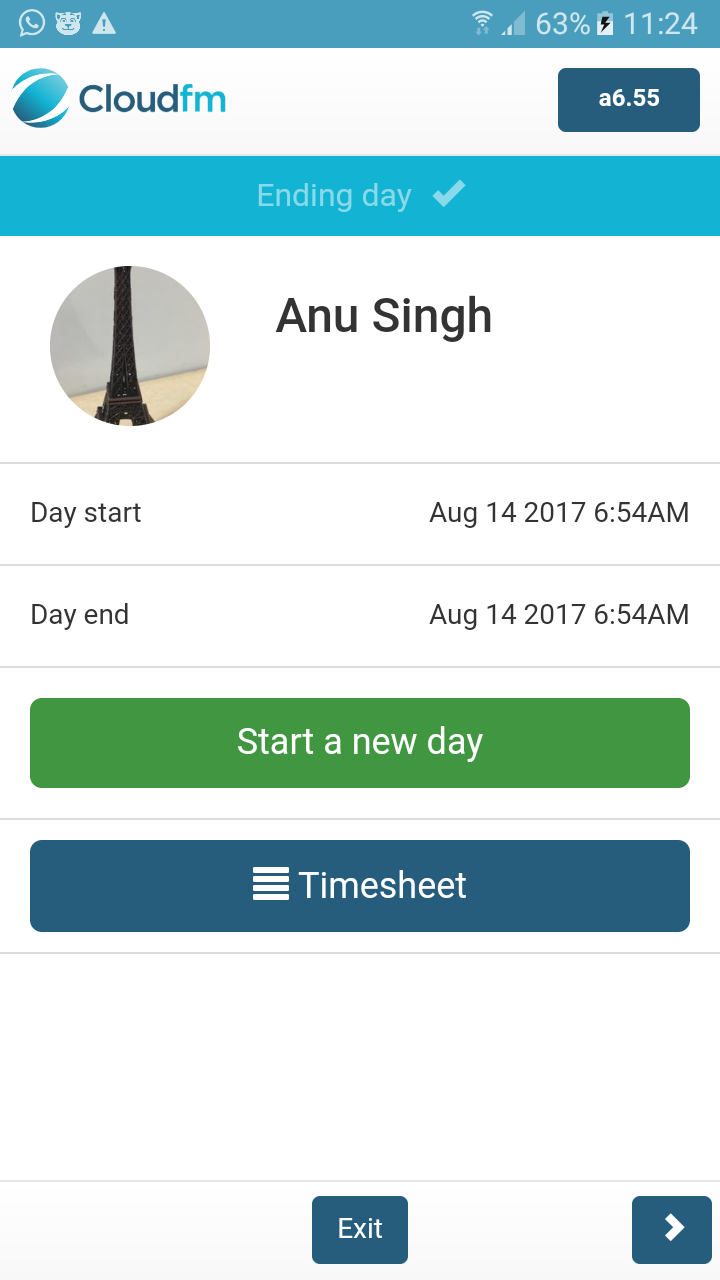 63% 11:24
Cloudfm
a6.55
Ending day
Anu Singh
Day start Aug 14 2017 6:54AM
Day end Aug 14 2017 6:54AM
Start a new day
Timesheet
Exit